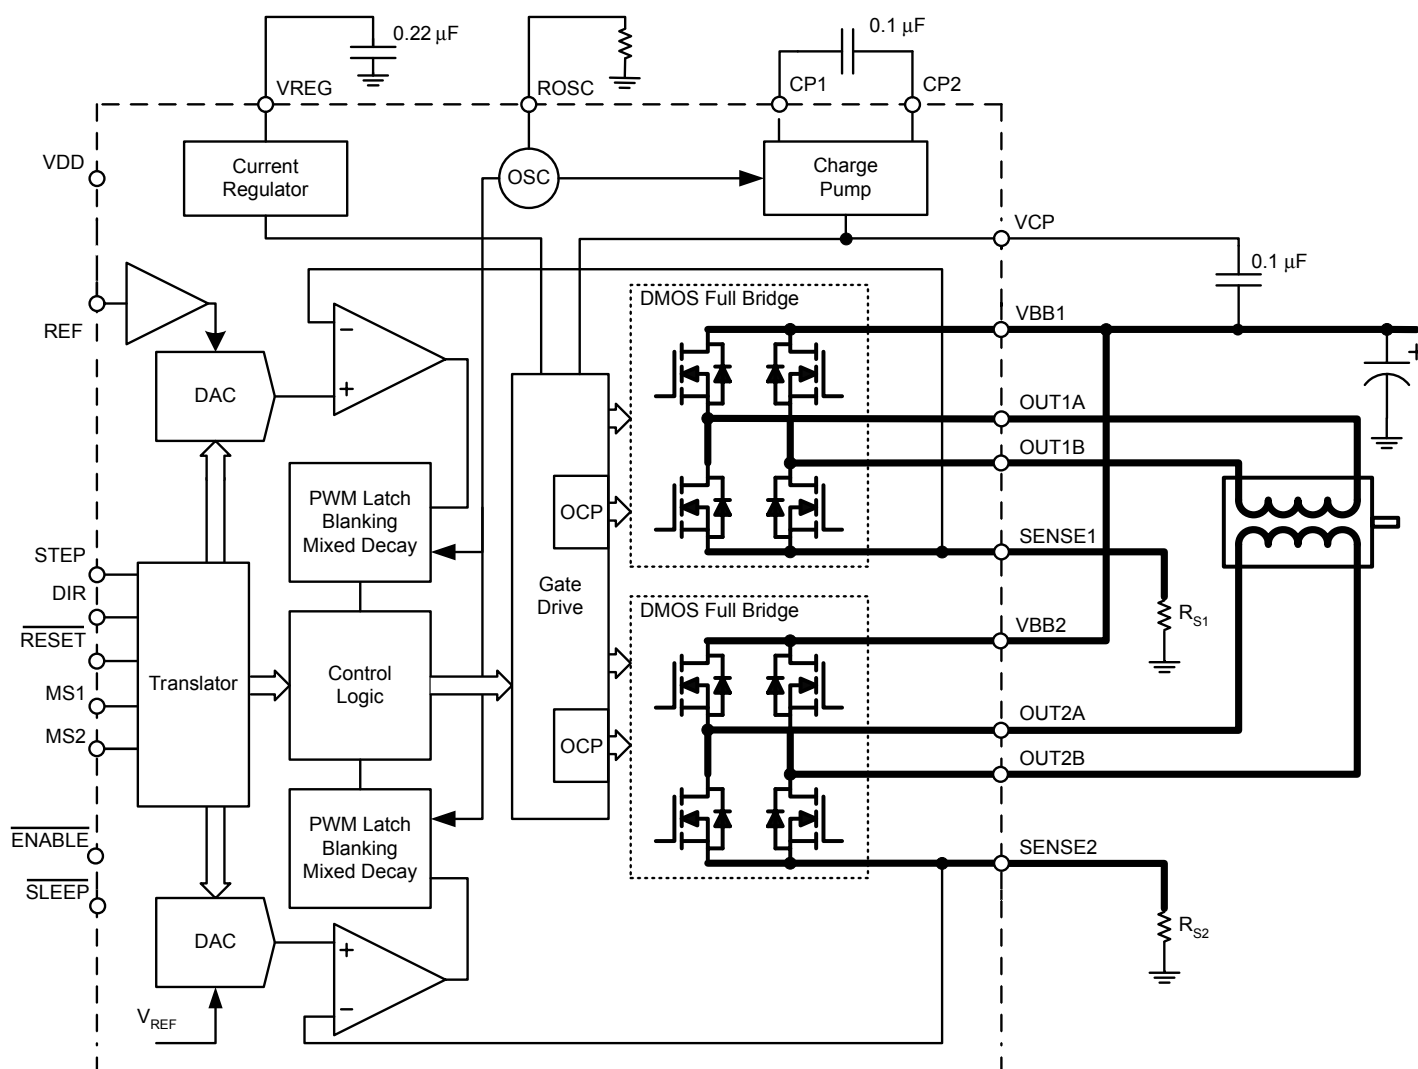 0.22 μF
0.1 μF
VREG
ROSC
CP1
CP2
VDD
Current
Regulator
OSC
Charge
Pump
VCP
0.1 μF
REF
DMOS Full Bridge
VBB1
+
DAC
−
+
OUT1A
OUT1B
PWM Latch
Blanking
Mixed Decay
OCP
STEP
DIR
RESET
MS1
MS2
SENSE1
Gate
Drive
DMOS Full Bridge
RS1
VBB2
Translator
Control
Logic
OUT2A
OCP
OUT2B
PWM Latch
Blanking
Mixed Decay
ENABLE
SLEEP
SENSE2
DAC
+
−
RS2
VREF